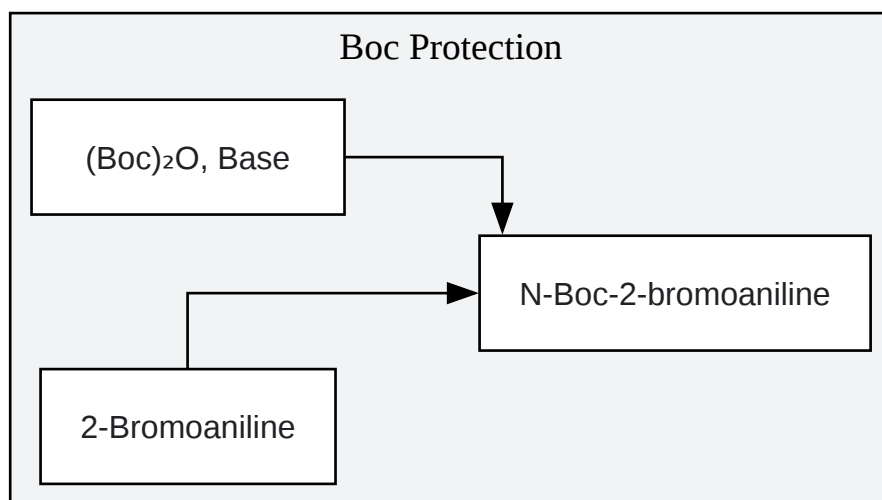 Boc Protection
(Boc)₂O, Base
N-Boc-2-bromoaniline
2-Bromoaniline